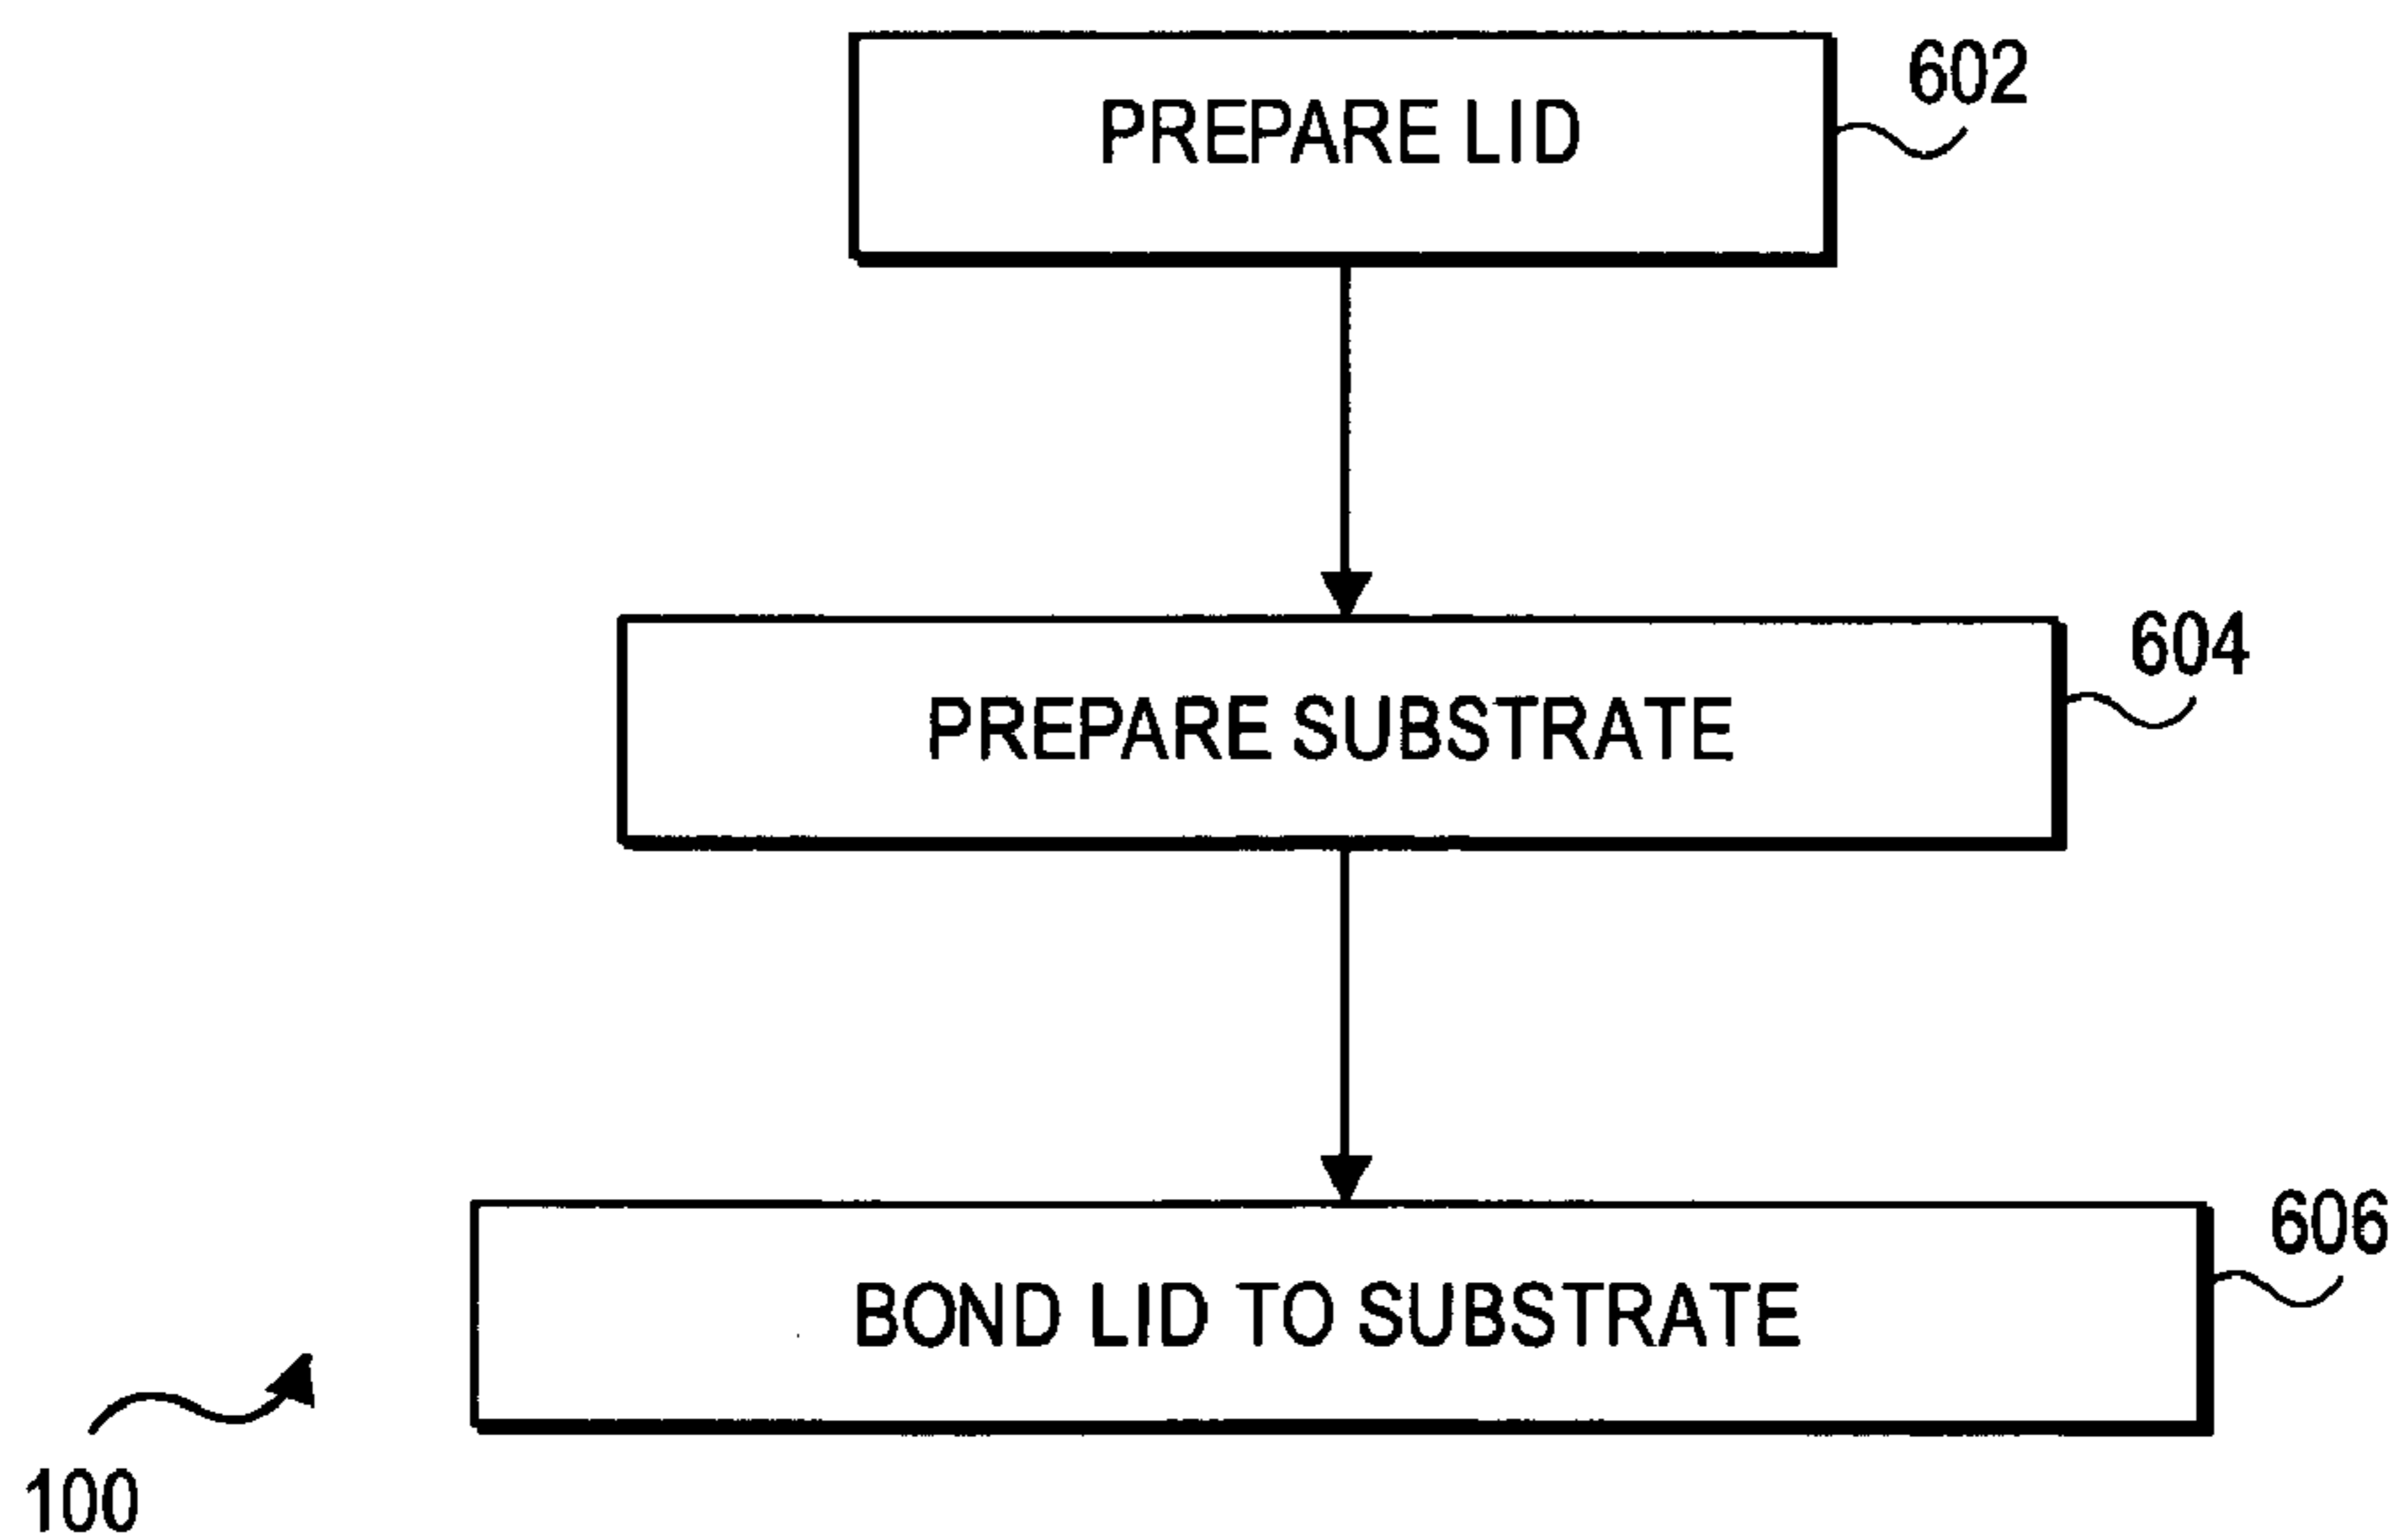 602
PREPARE LID
604
PREPARE SUBSTRATE
606
BOND LID TO SUBSTRATE
100